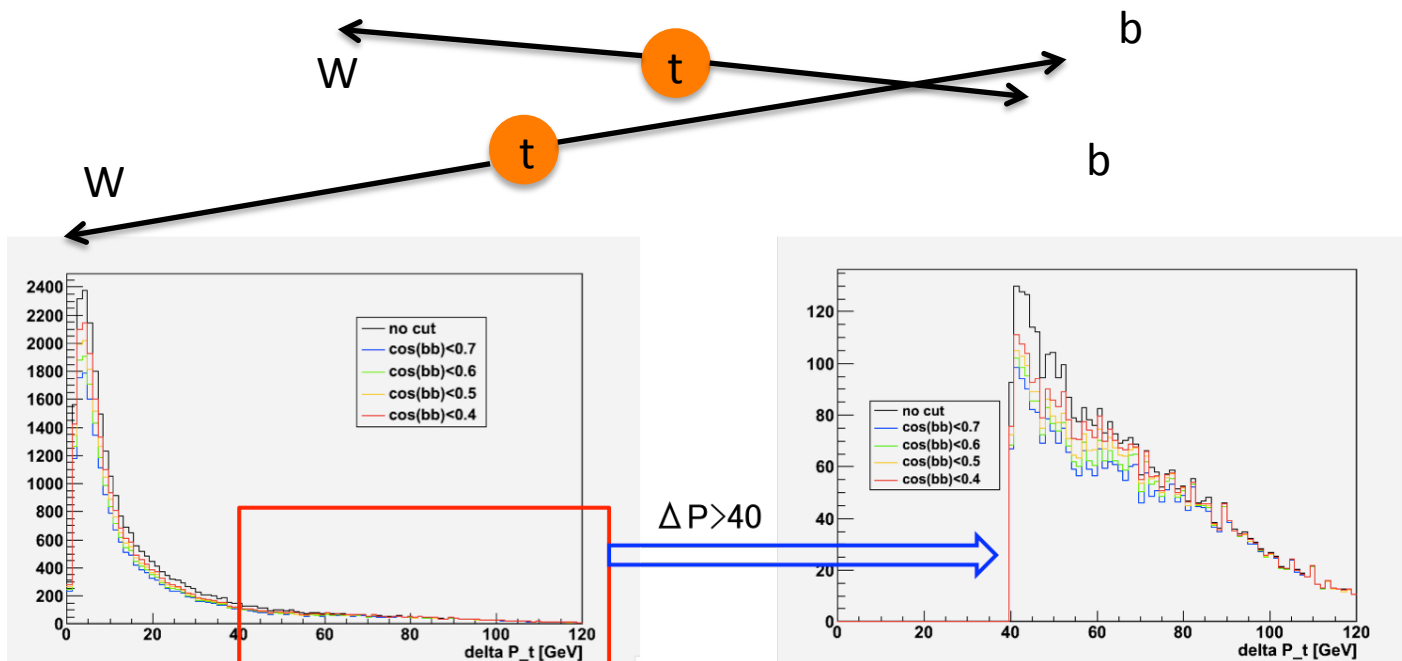 b
t
W
t
b
W
2400
2200
2000
1800
1600
1400
1200
1000
800
600
400
200
0
0 20 40 60 80 100 120
delta P_t [GeV]
no cut
cos(bb)<0.7
cos(bb)<0.6
cos(bb)<0.5
cos(bb)<0.4
Δ P>40
120
100
80
60
40
20
0
0 20 40 60 80 100 120
delta P_t [GeV]
no cut
cos(bb)<0.7
cos(bb)<0.6
cos(bb)<0.5
cos(bb)<0.4